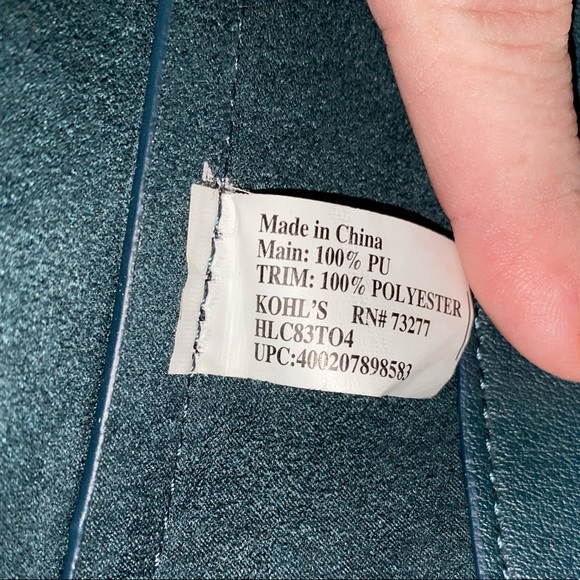 Made in China
Main: 100% PU
TRIM: 100% POLYESTER
KOHL'S RN# 73277
HLC83TO4
UPC:400207898583